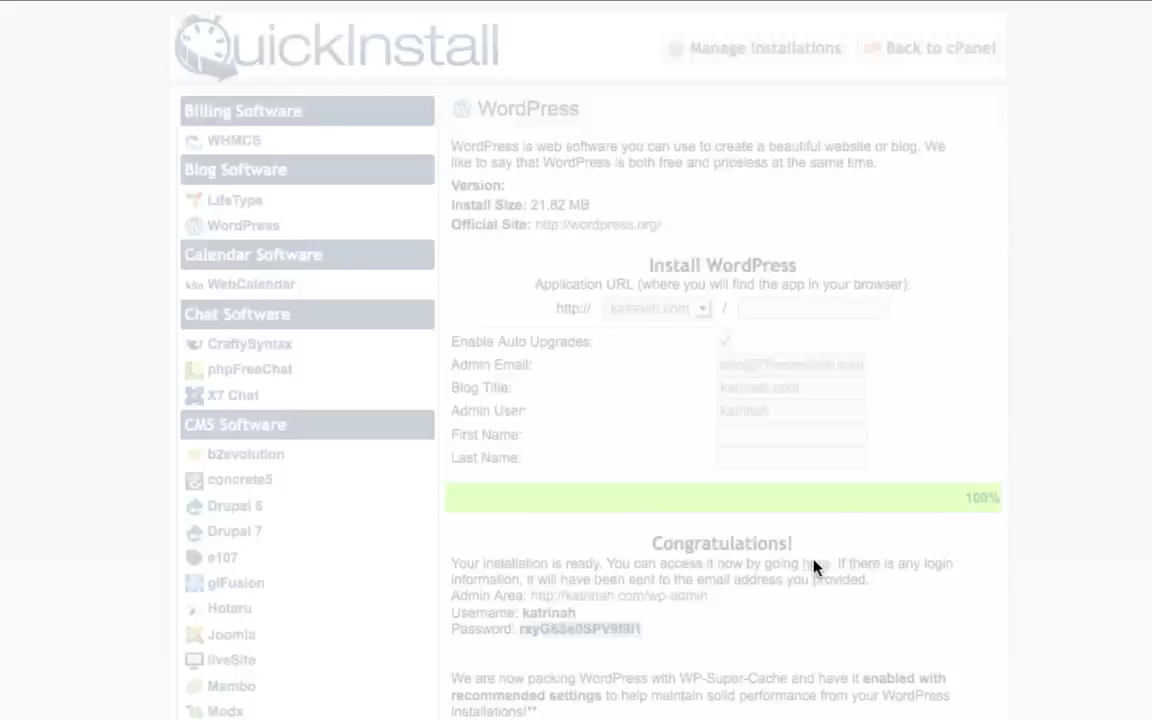 QuickInstall
Manage Installations
Back to cPanel
Billing Software
WHMCS
Blog Software
LifeType
WordPress
Calendar Software
WebCalendar
Chat Software
CraftySyntax
phpFreeChat
X7 Chat
CMS Software
b2evolution
concrete5
Drupal 6
Drupal 7
e107
glFusion
Hotaru
Joomla
liveSite
Mambo
Modx
WordPress
WordPress is web software you can use to create a beautiful website or blog. We
like to say that WordPress is both free and priceless at the same time.
Version:
Install Size: 21.82 MB
Official Site: http://wordpress.org/
Install WordPress
Application URL (where you will find the app in your browser):
http:// katrinah.com /
Enable Auto Upgrades:
Admin Email:
Blog Title: katrinah.com
Admin User: katrinah
First Name:
Last Name:
100%
Congratulations!
Your installation is ready. You can access it now by going here. If there is any login
information, it will have been sent to the email address you provided.
Admin Area: http://katrinah.com/wp-admin
Username: katrinah
Password:
We are now packing WordPress with WP-Super-Cache and have it enabled with
recommended settings to help maintain solid performance from your WordPress
installations!**